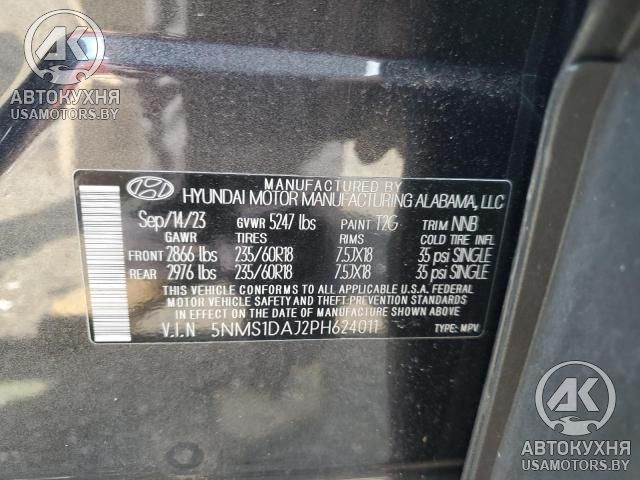 AK
АВТОКУХНЯ
USAMOTORS.BY
MANUFACTURED BY
HYUNDAI MOTOR MANUFACTURING ALABAMA, LLC
Sep/14/23 GVWR 5247 lbs PAINT T2G TRIM NNB
GAWR TIRES RIMS COLD TIRE INFL
FRONT 2866 lbs 235/60R18 7.5JX18 35 psi SINGLE
REAR 2976 lbs 235/60R18 7.5JX18 35 psi SINGLE
THIS VEHICLE CONFORMS TO ALL APPLICABLE U.S.A. FEDERAL
MOTOR VEHICLE SAFETY AND THEFT PREVENTION STANDARDS IN
EFFECT ON THE DATE OF MANUFACTURE SHOWN ABOVE
V.I.N 5NMS1DAJ2PH624011 TYPE: MPV
AK
АВТОКУХНЯ
USAMOTORS.BY